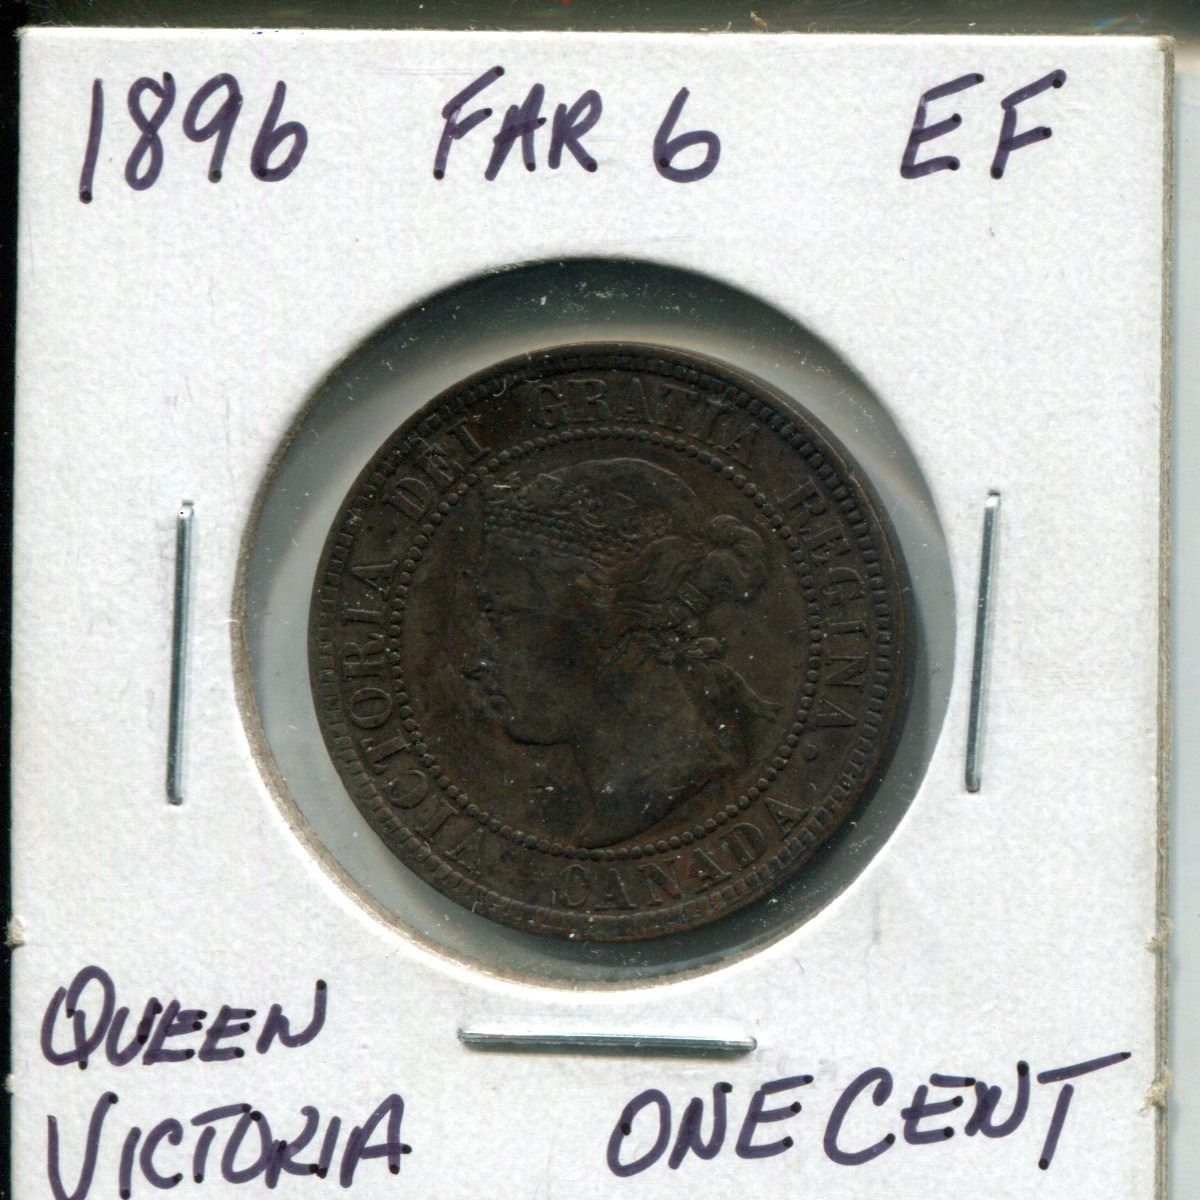 1896 FAR 6 EF
VICTORIA DEI GRATIA REGINA.
CANADA
QUEEN
VICTORIA
ONE CENT